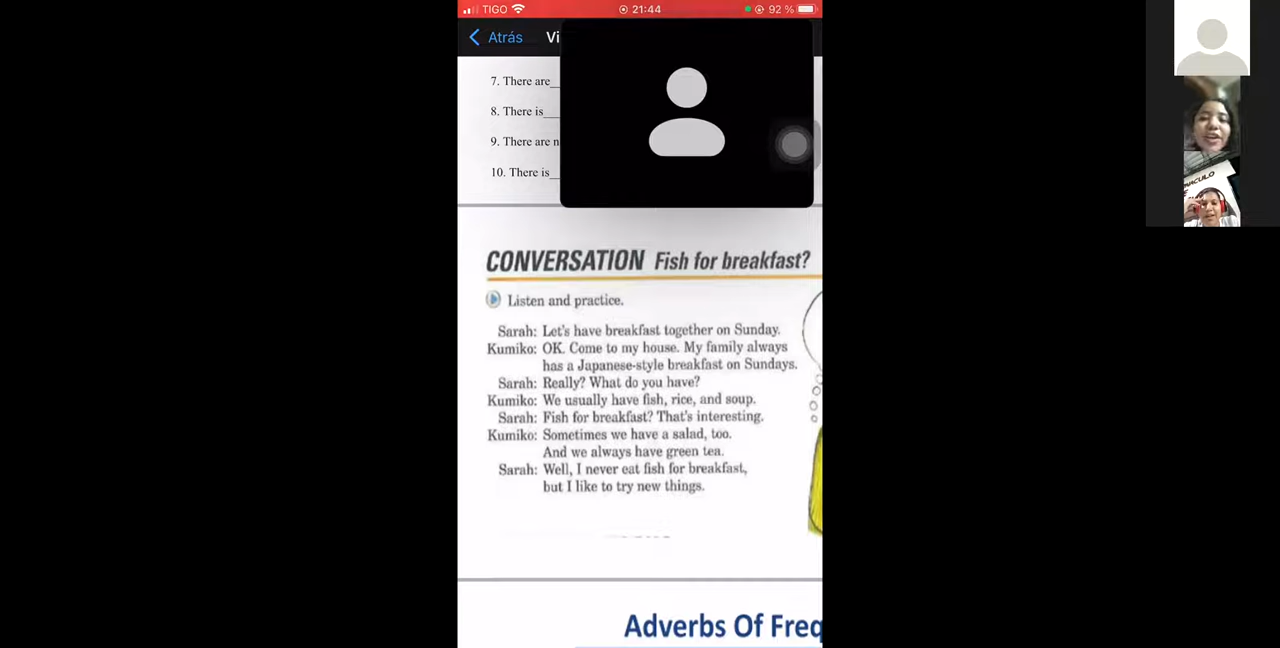 TIGO 21:44 92 %
Atrás Vi
7. There are
8. There is
9. There are n
10. There is
CONVERSATION Fish for breakfast?
Listen and practice.
Sarah: Let's have breakfast together on Sunday.
Kumiko: OK. Come to my house. My family always
has a Japanese-style breakfast on Sundays.
Sarah: Really? What do you have?
Kumiko: We usually have fish, rice, and soup.
Sarah: Fish for breakfast? That's interesting.
Kumiko: Sometimes we have a salad, too.
And we always have green tea.
Sarah: Well, I never eat fish for breakfast,
but I like to try new things.
Adverbs Of Freq